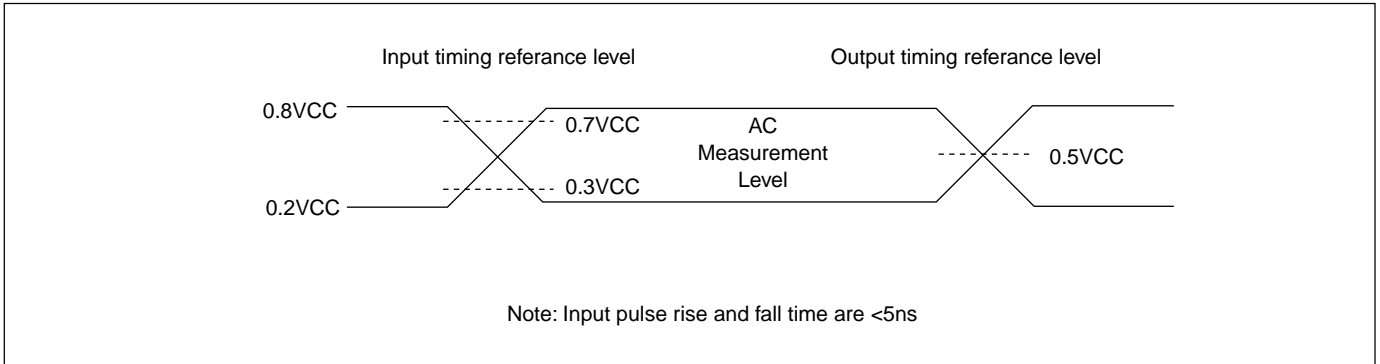 Input timing referance level
Output timing referance level
0.8VCC
0.7VCC
AC
Measurement
Level
0.5VCC
0.3VCC
0.2VCC
Note: Input pulse rise and fall time are <5ns